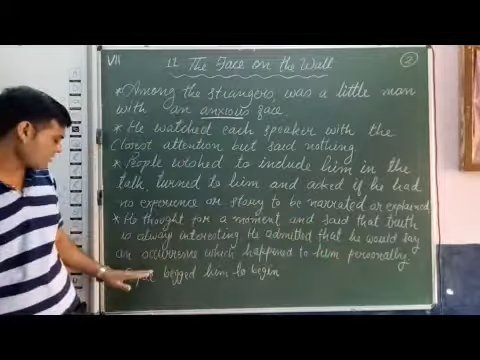 VII 11 The Face on the Wall 2
* Among the strangers, was a little man
with an anxious face.
* He watched each speaker with the
closest attention but said nothing
* People wished to include him in the
talk, turned to him and asked if he had
no experience or story to be narrated or explained
* He thought for a moment and said that truth
is always interesting. He admitted that he would say
an occurrence which happened to him personally.
begged him to begin